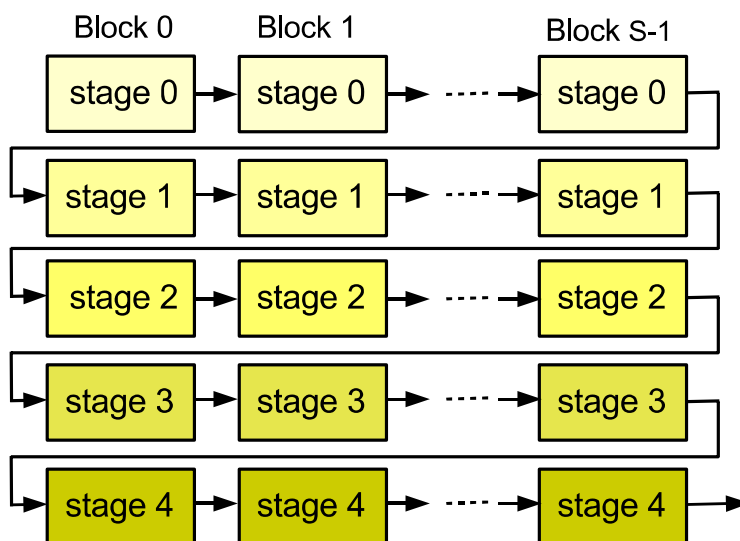 Block 0 Block 1 Block S-1
stage 0 stage 0 stage 0
stage 1 stage 1 stage 1
stage 2 stage 2 stage 2
stage 3 stage 3 stage 3
stage 4 stage 4 stage 4